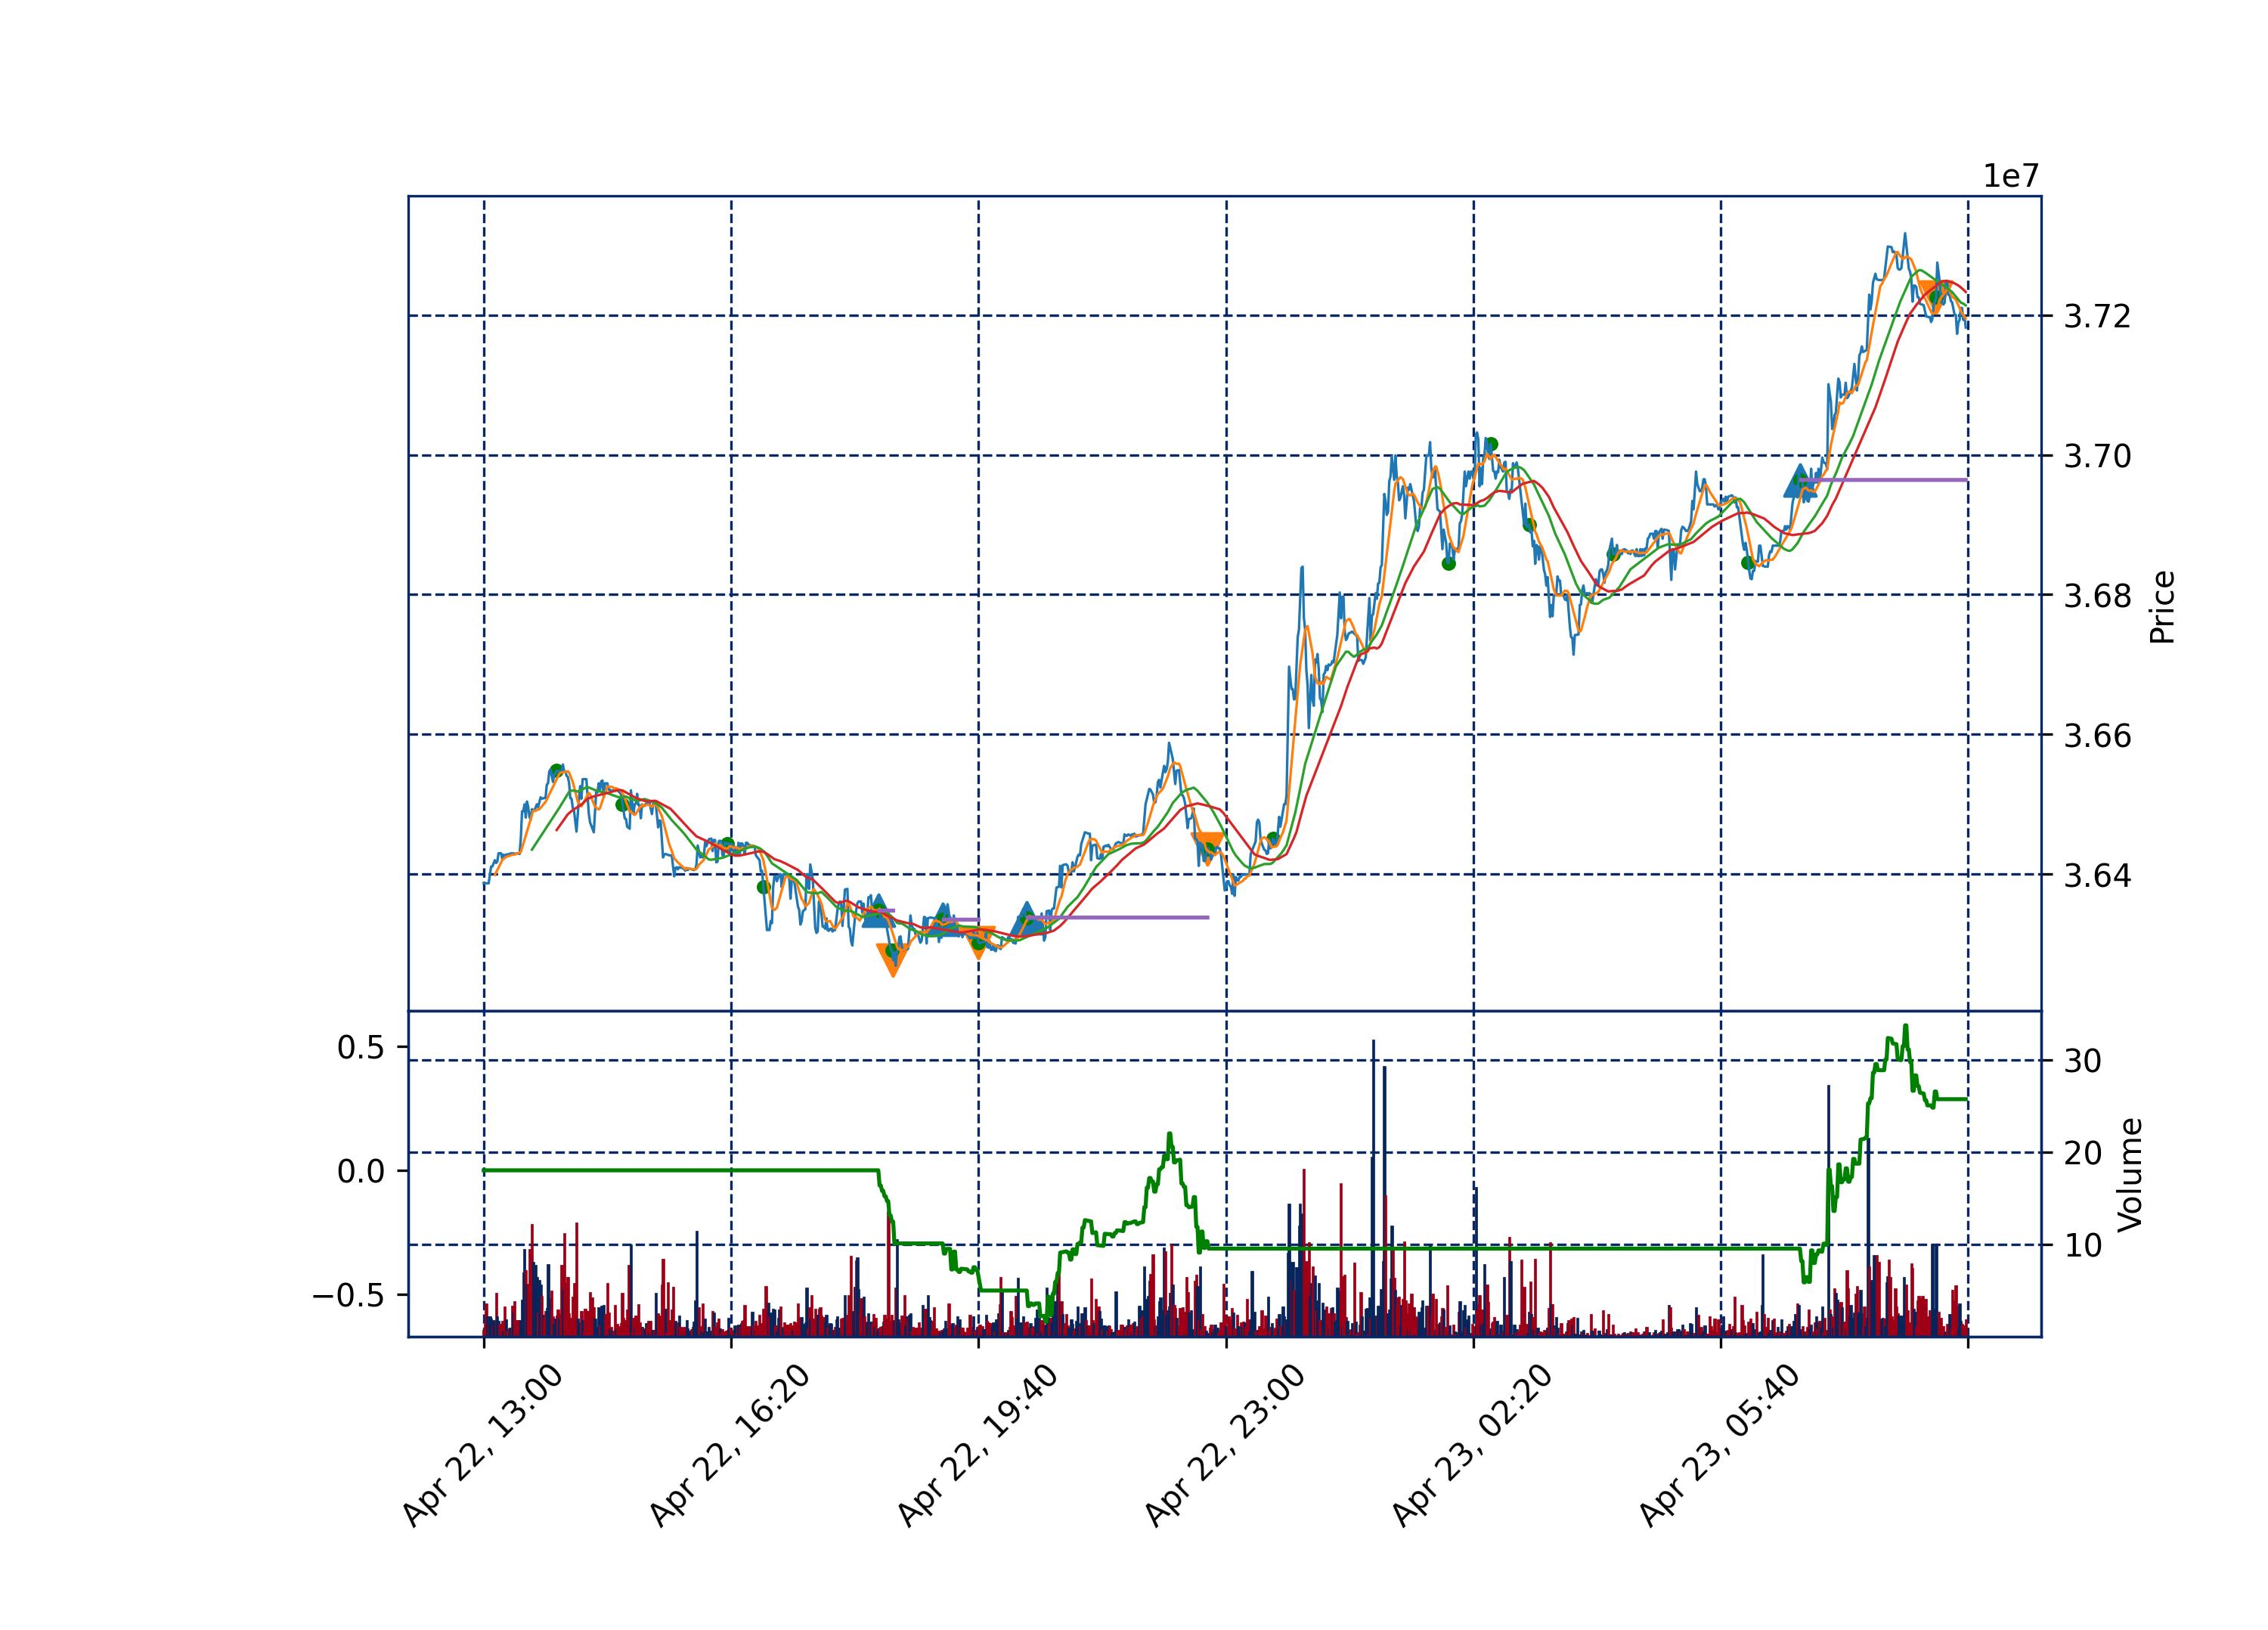 1e7
3.72
3.70
3.68
3.66
3.64
Price
0.5
0.0
−0.5
30
20
10
Volume
Apr 22, 13:00
Apr 22, 16:20
Apr 22, 19:40
Apr 22, 23:00
Apr 23, 02:20
Apr 23, 05:40